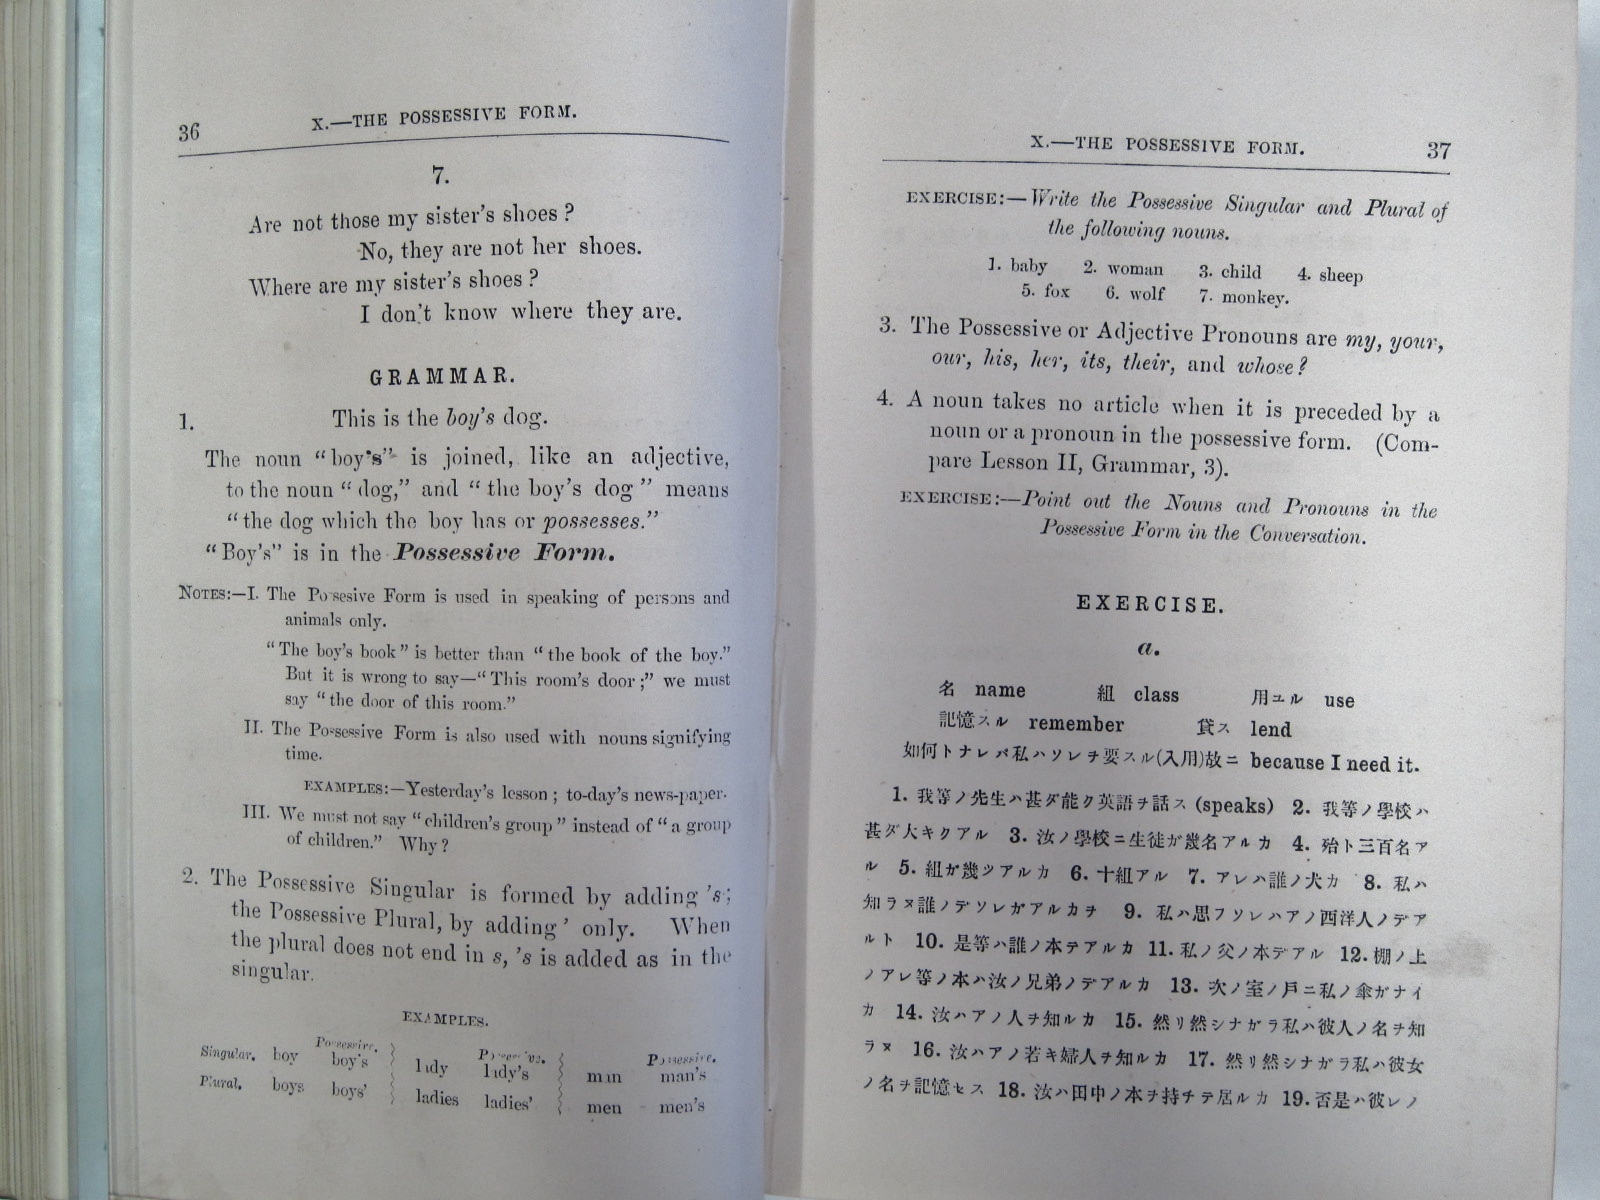 36 X.—THE POSSESSIVE FORM.
7.
Are not those my sister's shoes ?
No, they are not her shoes.
Where are my sister's shoes ?
I don't know where they are.
GRAMMAR.
1. This is the boy's dog.
The noun “boy's” is joined, like an adjective,
to the noun “dog,” and “the boy's dog” means
“the dog which the boy has or possesses.”
“Boy's” is in the Possessive Form.
NOTES:—I. The Possesive Form is used in speaking of persons and
animals only.
“The boy's book” is better than “the book of the boy.”
But it is wrong to say—“This room's door;” we must
say “the door of this room.”
II. The Possessive Form is also used with nouns signifying
time.
EXAMPLES:—Yesterday's lesson ; to-day's news-paper.
III. We must not say “children's group” instead of “a group
of children.” Why?
2. The Possessive Singular is formed by adding 's;
the Possessive Plural, by adding ' only. When
the plural does not end in s, 's is added as in the
singular.
EXAMPLES.
Possessive. Possessive. Possessive.
Singular. boy boy's lady lady's man man's
Plural. boys boys' ladies ladies' men men's
X.—THE POSSESSIVE FORM. 37
EXERCISE:—Write the Possessive Singular and Plural of
the following nouns.
1. baby 2. woman 3. child 4. sheep
5. fox 6. wolf 7. monkey.
3. The Possessive or Adjective Pronouns are my, your,
our, his, her, its, their, and whose?
4. A noun takes no article when it is preceded by a
noun or a pronoun in the possessive form. (Com-
pare Lesson II, Grammar, 3).
EXERCISE:—Point out the Nouns and Pronouns in the
Possessive Form in the Conversation.
EXERCISE.
a.
名 name 組 class 用ユル use
記憶スル remember 貸ス lend
如何トナレバ私ハソレヲ要スル(入用)故ニ because I need it.
1. 我等ノ先生ハ甚ダ能ク英語ヲ話ス (speaks) 2. 我等ノ學校ハ
甚ダ大キクアル 3. 汝ノ學校ニ生徒ガ幾名アルカ 4. 殆ト三百名ア
ル 5. 組ガ幾ツアルカ 6. 十組アル 7. アレハ誰ノ犬カ 8. 私ハ
知ラヌ誰ノデソレガアルカヲ 9. 私ハ思フソレハアノ西洋人ノデア
ルト 10. 是等ハ誰ノ本テアルカ 11. 私ノ父ノ本デアル 12. 棚ノ上
ノアレ等ノ本ハ汝ノ兄弟ノデアルカ 13. 次ノ室ノ戸ニ私ノ傘ガナイ
カ 14. 汝ハアノ人ヲ知ルカ 15. 然リ然シナガラ私ハ彼人ノ名ヲ知
ラヌ 16. 汝ハアノ若キ婦人ヲ知ルカ 17. 然リ然シナガラ私ハ彼女
ノ名ヲ記憶セス 18. 汝ハ田中ノ本ヲ持チテ居ルカ 19. 否是ハ彼レノ